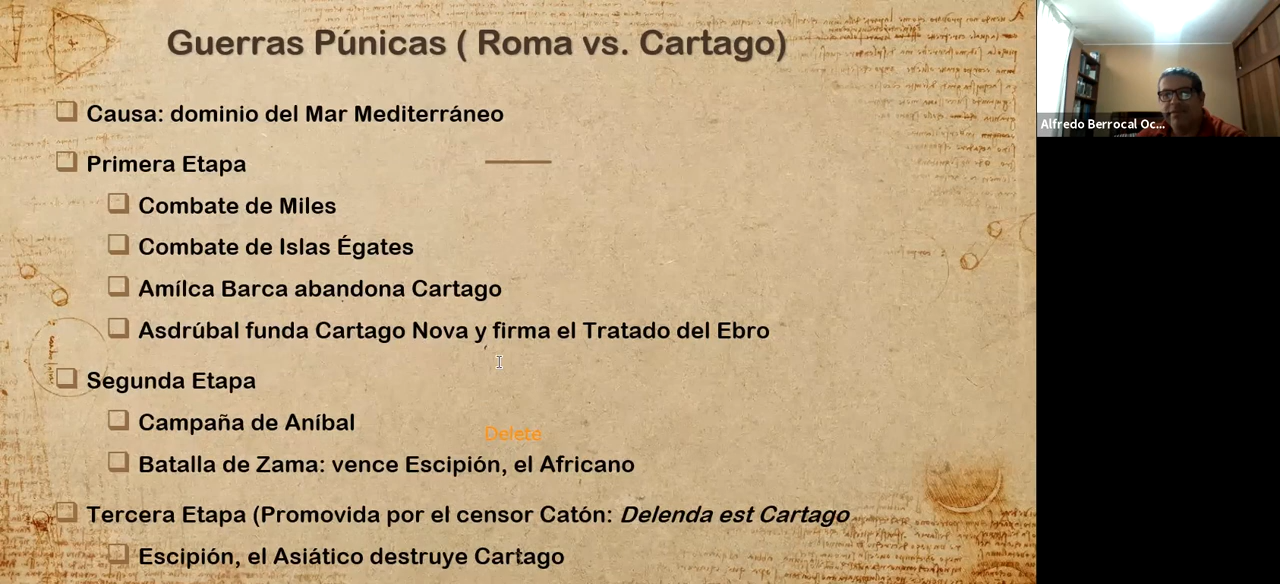 Guerras Púnicas ( Roma vs. Cartago)
Causa: dominio del Mar Mediterráneo
Primera Etapa
Combate de Miles
Combate de Islas Égates
Amílca Barca abandona Cartago
Asdrúbal funda Cartago Nova y firma el Tratado del Ebro
Segunda Etapa
Campaña de Aníbal
Delete
Batalla de Zama: vence Escipión, el Africano
Tercera Etapa (Promovida por el censor Catón: Delenda est Cartago
Escipión, el Asiático destruye Cartago
Alfredo Berrocal Oc...